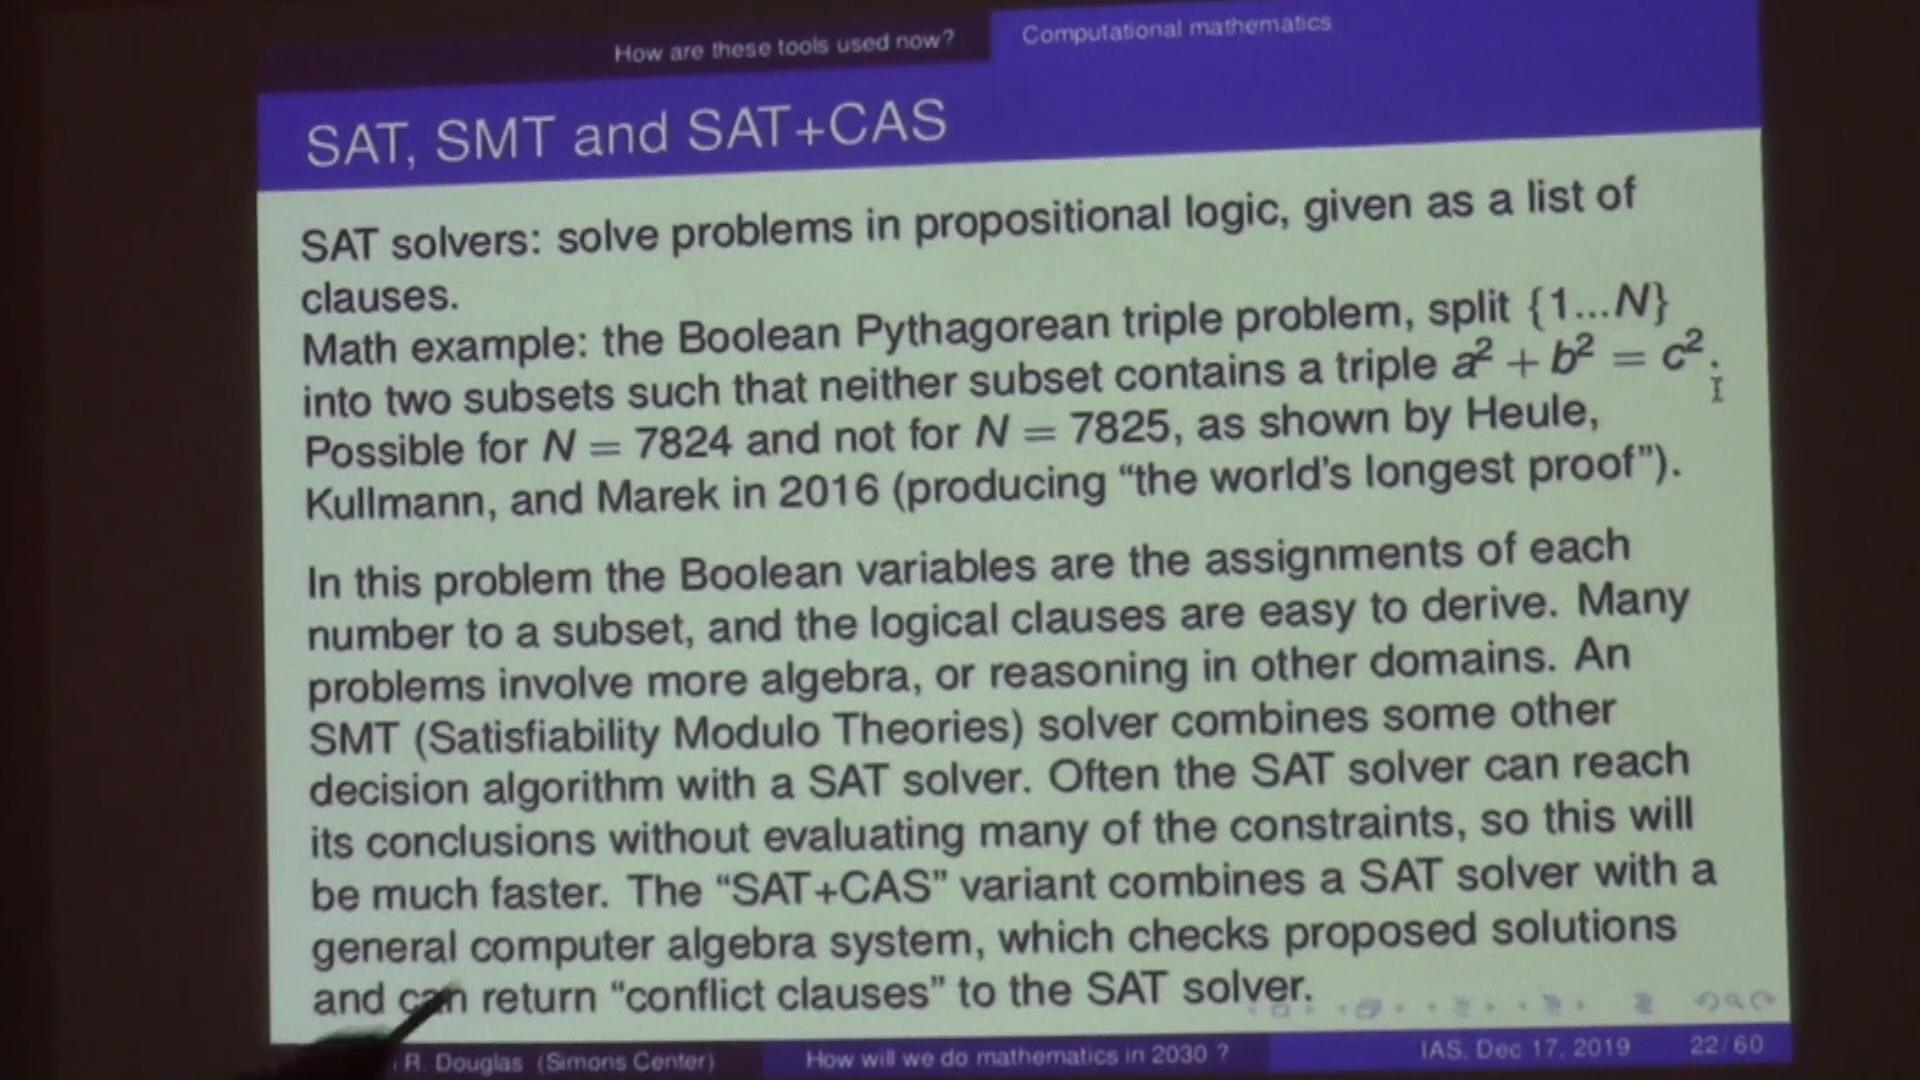 How are these tools used now?
Computational mathematics
SAT, SMT and SAT+CAS
SAT solvers: solve problems in propositional logic, given as a list of
clauses.
Math example: the Boolean Pythagorean triple problem, split {1...N}
into two subsets such that neither subset contains a triple a² + b² = c².
Possible for N = 7824 and not for N = 7825, as shown by Heule,
Kullmann, and Marek in 2016 (producing “the world's longest proof”).
In this problem the Boolean variables are the assignments of each
number to a subset, and the logical clauses are easy to derive. Many
problems involve more algebra, or reasoning in other domains. An
SMT (Satisfiability Modulo Theories) solver combines some other
decision algorithm with a SAT solver. Often the SAT solver can reach
its conclusions without evaluating many of the constraints, so this will
be much faster. The “SAT+CAS” variant combines a SAT solver with a
general computer algebra system, which checks proposed solutions
and can return “conflict clauses” to the SAT solver.
R. Douglas (Simons Center)
How will we do mathematics in 2030 ?
IAS, Dec 17, 2019
22/60